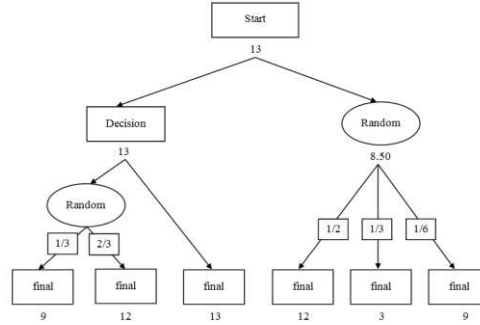 Start
13
Decision
Random
13
8.50
Random
1/2
1/3
1/6
1/3
2/3
final
final
final
final
final
final
9
12
13
12
3
9